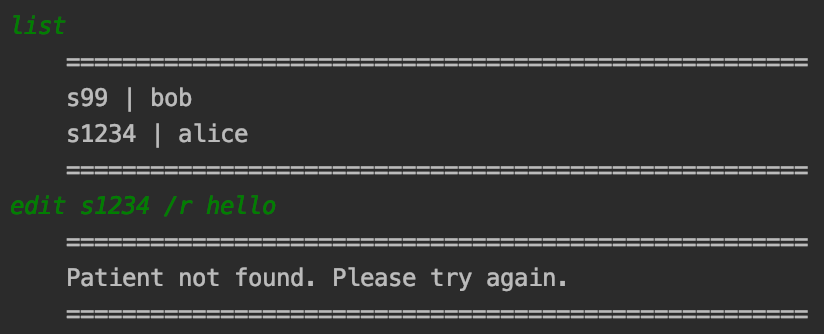 list
=====================================================
s99 | bob
s1234 | alice
=====================================================
edit s1234 /r hello
=====================================================
Patient not found. Please try again.
=====================================================